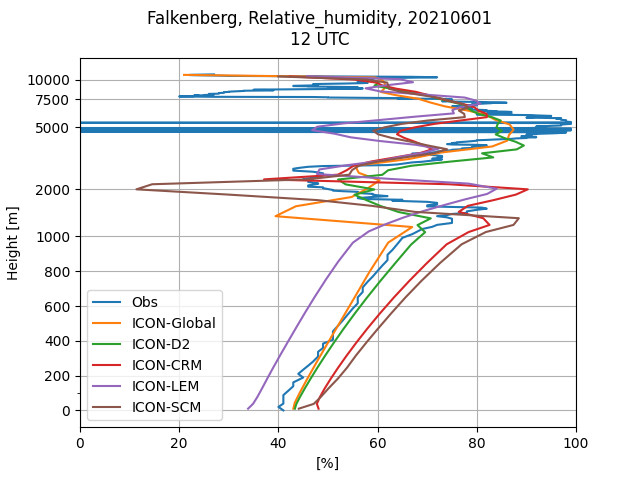 Falkenberg, Relative_humidity, 20210601
12 UTC
10000
7500
5000
2000
1000
800
600
400
200
0
Height [m]
Obs
ICON-Global
ICON-D2
ICON-CRM
ICON-LEM
ICON-SCM
0 20 40 60 80 100
[%]